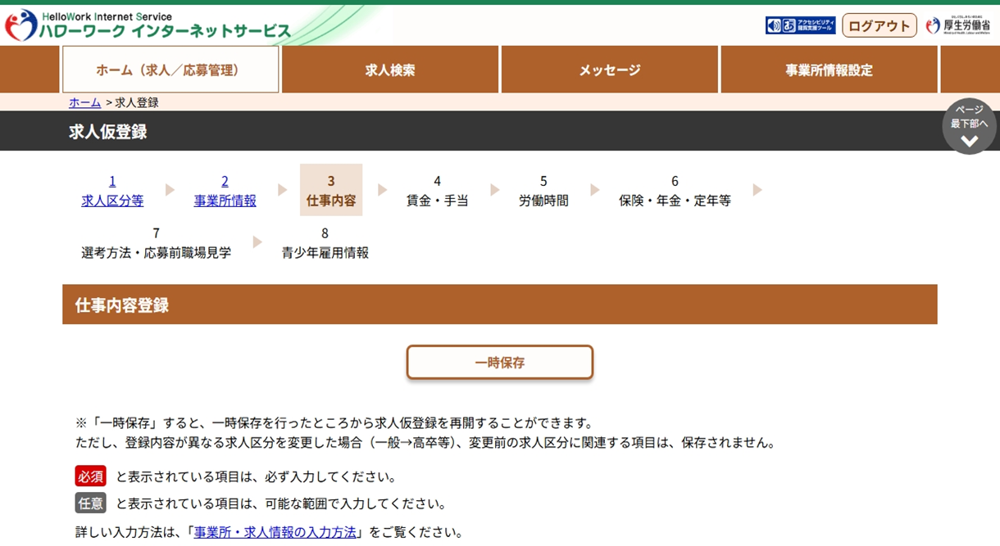 HelloWork Internet Service
ハローワーク インターネットサービス
アクセシビリティ
閲覧支援ツール
ログアウト
厚生労働省
ホーム（求人／応募管理）
求人検索
メッセージ
事業所情報設定
ホーム > 求人登録
ページ
最下部へ
求人仮登録
1
求人区分等
2
事業所情報
3
仕事内容
4
賃金・手当
5
労働時間
6
保険・年金・定年等
7
選考方法・応募前職場見学
8
青少年雇用情報
仕事内容登録
一時保存
※「一時保存」すると、一時保存を行ったところから求人仮登録を再開することができます。
ただし、登録内容が異なる求人区分を変更した場合（一般→高卒等）、変更前の求人区分に関連する項目は、保存されません。
必須 と表示されている項目は、必ず入力してください。
任意 と表示されている項目は、可能な範囲で入力してください。
詳しい入力方法は、「事業所・求人情報の入力方法」をご覧ください。